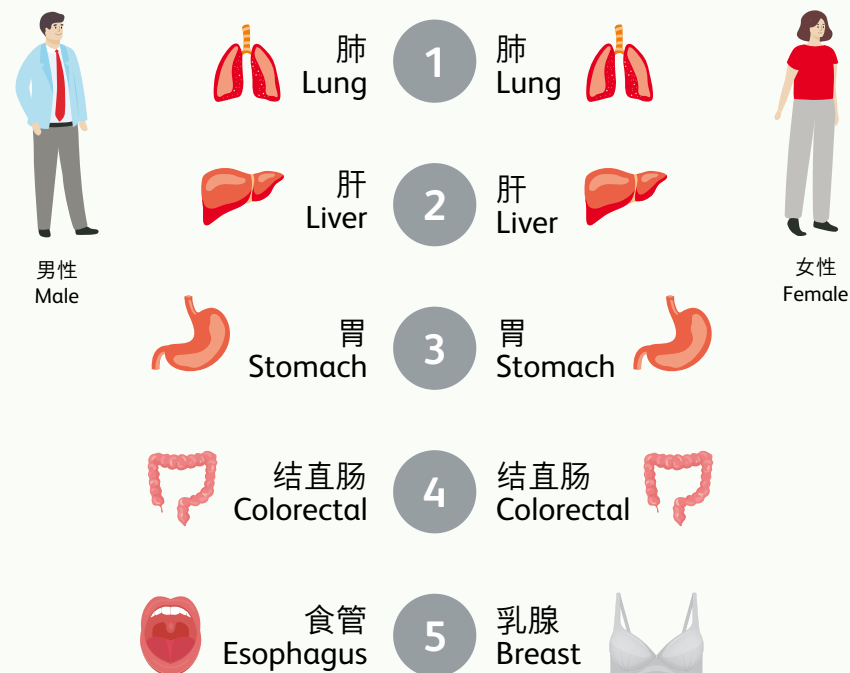 男性
Male
肺
Lung
1
肺
Lung
女性
Female
肝
Liver
2
肝
Liver
胃
Stomach
3
胃
Stomach
结直肠
Colorectal
4
结直肠
Colorectal
食管
Esophagus
5
乳腺
Breast